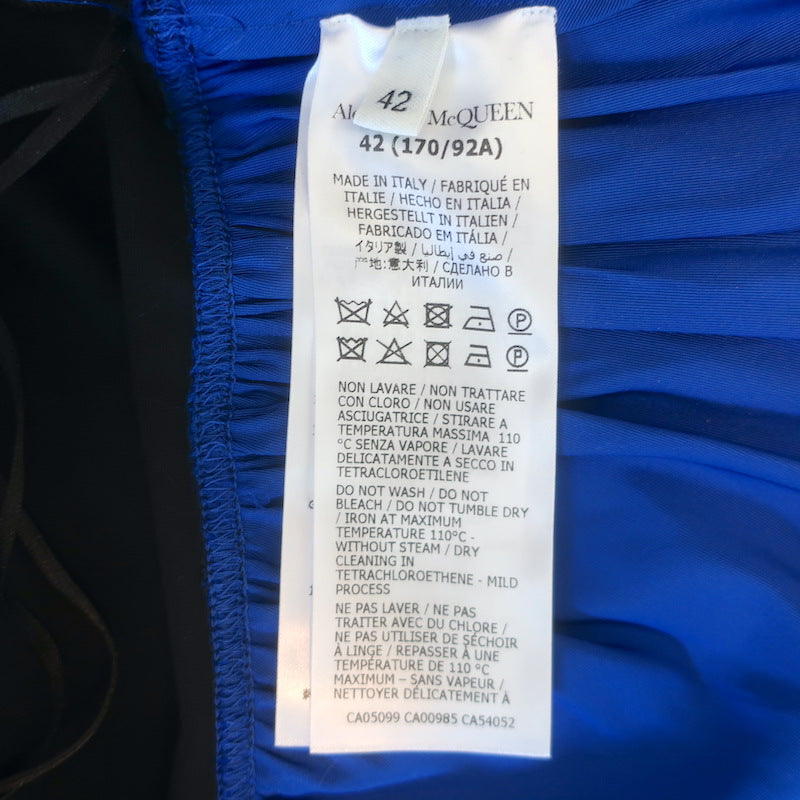 42
McQUEEN
42 (170/92A)
MADE IN ITALY / FABRIQUÉ EN
ITALIE / HECHO EN ITALIA /
HERGESTELLT IN ITALIEN /
FABRICADO EM ITÁLIA /
イタリア製 / صنع في إيطاليا /
地:意大利 / СДЕЛАНО В
ИТАЛИИ
P
P
NON LAVARE / NON TRATTARE
CON CLORO / NON USARE
ASCIUGATRICE / STIRARE A
TEMPERATURA MASSIMA 110
°C SENZA VAPORE / LAVARE
DELICATAMENTE A SECCO IN
TETRACLOROETILENE
DO NOT WASH / DO NOT
BLEACH / DO NOT TUMBLE DRY
/ IRON AT MAXIMUM
TEMPERATURE 110°C -
WITHOUT STEAM / DRY
CLEANING IN
TETRACHLOROETHENE - MILD
PROCESS
NE PAS LAVER / NE PAS
TRAITER AVEC DU CHLORE /
NE PAS UTILISER DE SÉCHOIR
À LINGE / REPASSER À UNE
TEMPÉRATURE DE 110 °C
MAXIMUM – SANS VAPEUR /
NETTOYER DÉLICATEMENT À
CA05099 CA00985 CA54052